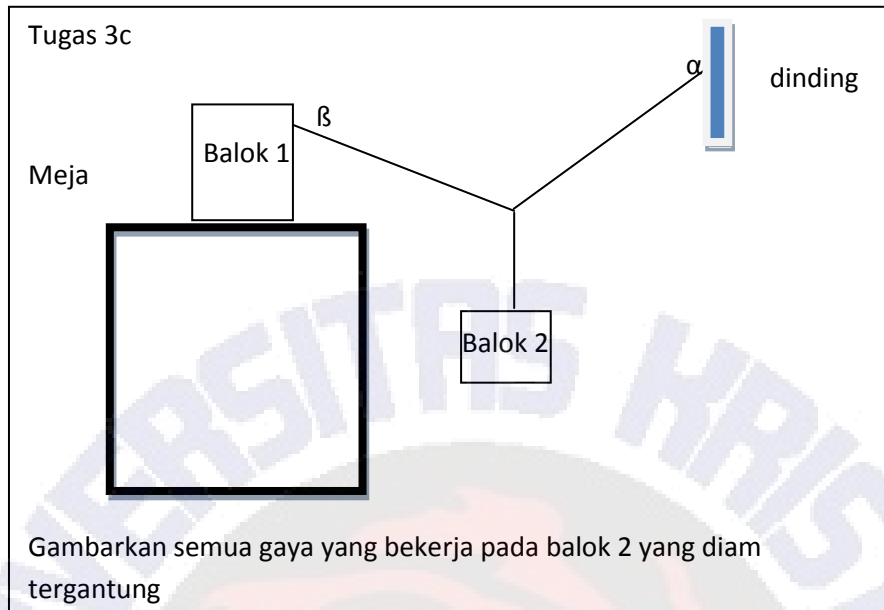 Tugas 3c
α
dinding
ß
Balok 1
Meja
Balok 2
Gambarkan semua gaya yang bekerja pada balok 2 yang diam
tergantung